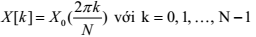 X[k] = X₀(2πk/N) với k = 0, 1, ..., N − 1